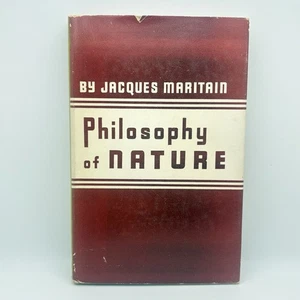 BY JACQUES MARITAIN
Philosophy
of NATURE